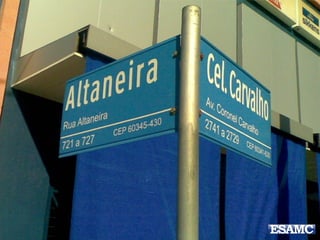 Altaneira
Rua Altaneira
721 a 727
CEP 60345-430
Cel. Carvalho
Av. Coronel Carvalho
2741 a 2729
ESAMC